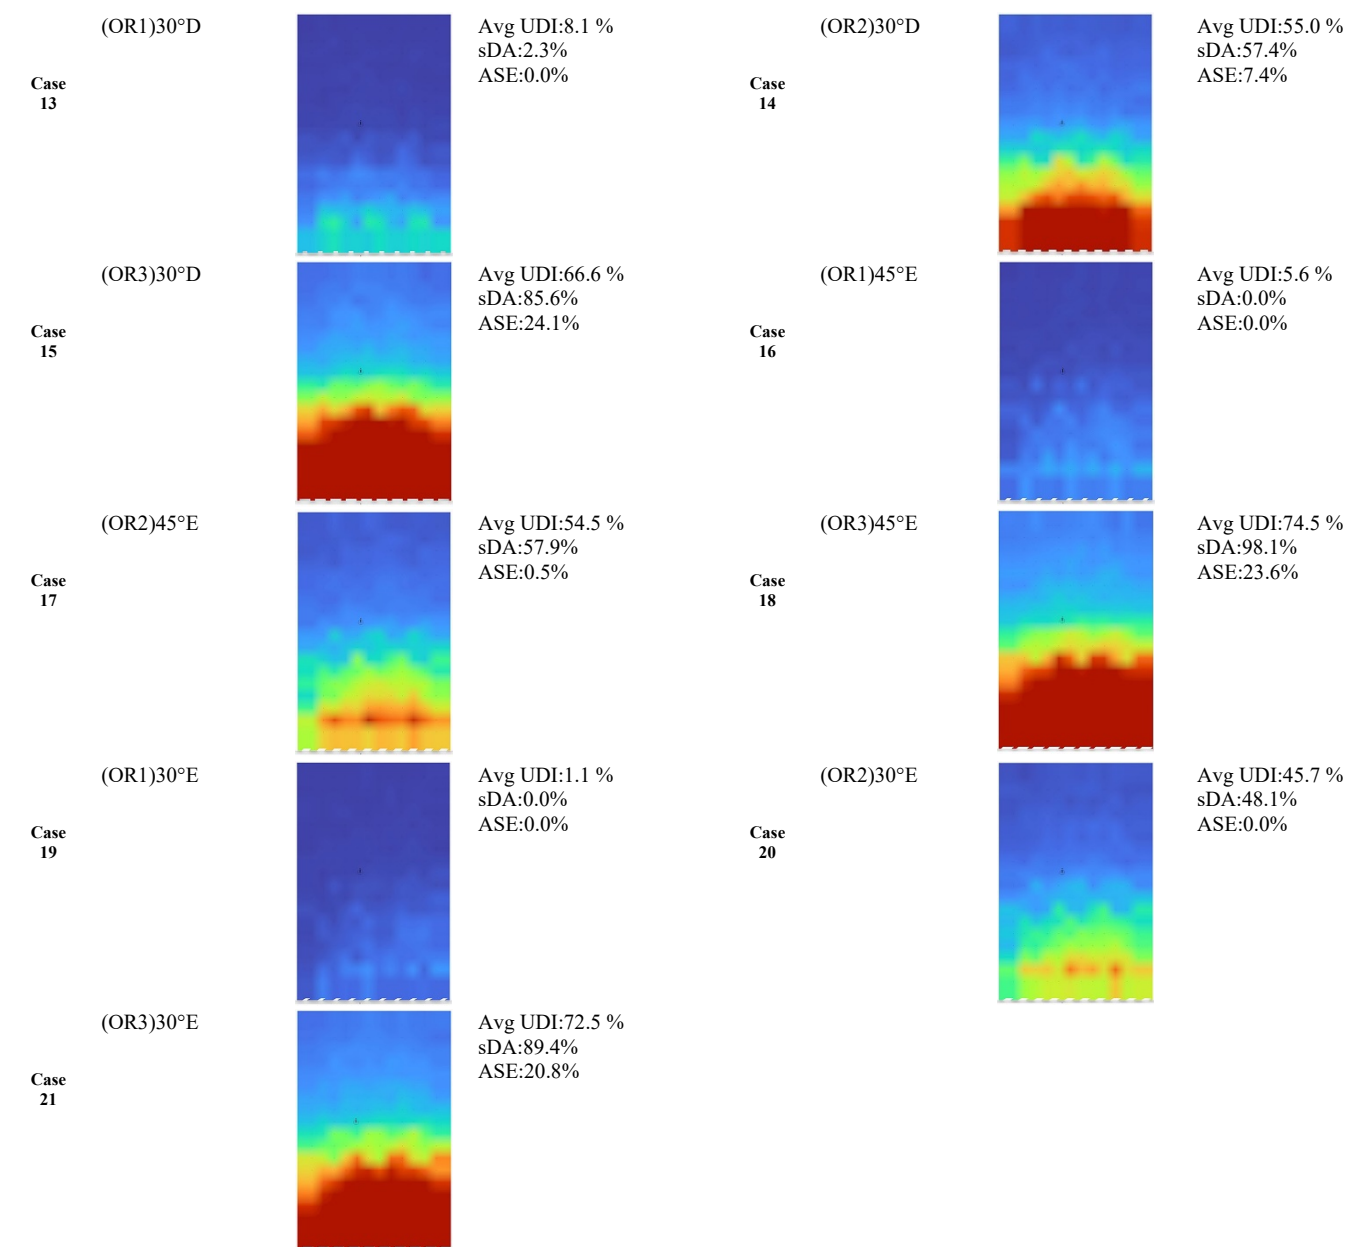 (OR1)30°D
Case
13
Avg UDI:8.1 %
sDA:2.3%
ASE:0.0%
(OR2)30°D
Case
14
Avg UDI:55.0 %
sDA:57.4%
ASE:7.4%
(OR3)30°D
Case
15
Avg UDI:66.6 %
sDA:85.6%
ASE:24.1%
(OR1)45°E
Case
16
Avg UDI:5.6 %
sDA:0.0%
ASE:0.0%
(OR2)45°E
Case
17
Avg UDI:54.5 %
sDA:57.9%
ASE:0.5%
(OR3)45°E
Case
18
Avg UDI:74.5 %
sDA:98.1%
ASE:23.6%
(OR1)30°E
Case
19
Avg UDI:1.1 %
sDA:0.0%
ASE:0.0%
(OR2)30°E
Case
20
Avg UDI:45.7 %
sDA:48.1%
ASE:0.0%
(OR3)30°E
Case
21
Avg UDI:72.5 %
sDA:89.4%
ASE:20.8%